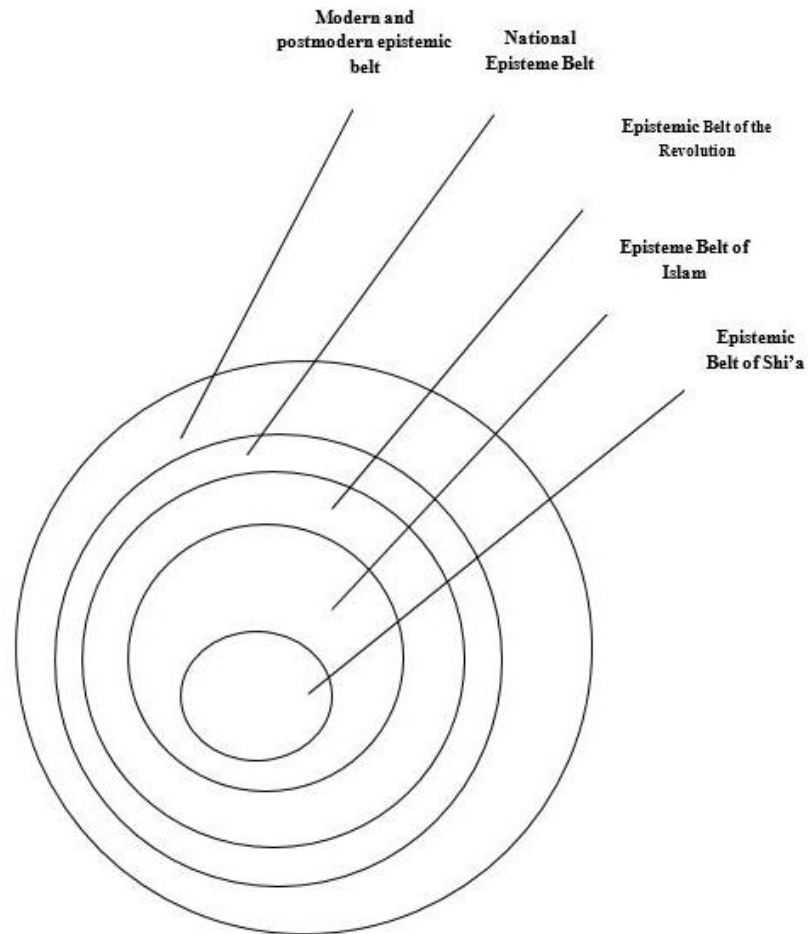 Modern and
postmodern epistemic
belt
National
Episteme Belt
Epistemic Belt of the
Revolution
Episteme Belt of
Islam
Epistemic
Belt of Shi’a